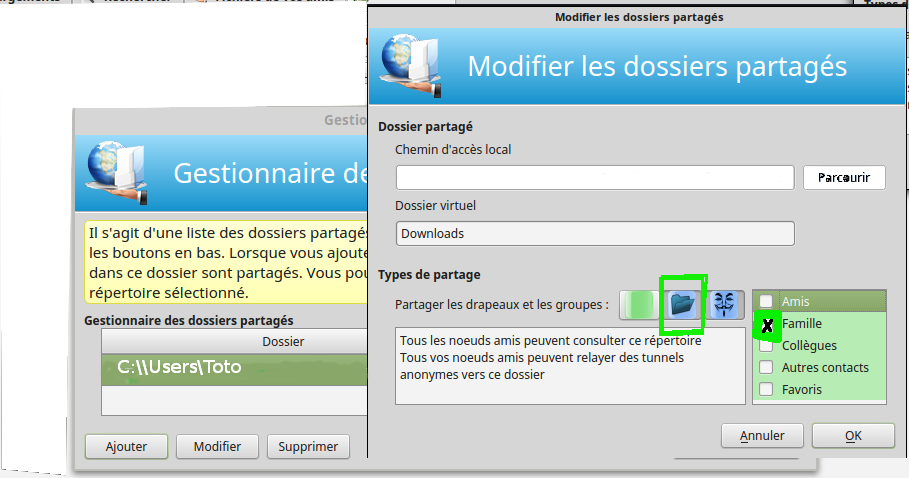 Rechercher
Modifier les dossiers partagés
Modifier les dossiers partagés
Dossier partagé
Chemin d'accès local
Parcourir
Dossier virtuel
Downloads
Types de partage
Partager les drapeaux et les groupes :
Tous les noeuds amis peuvent consulter ce répertoire
Tous vos noeuds amis peuvent relayer des tunnels
anonymes vers ce dossier
Amis
Famille
Collègues
Autres contacts
Favoris
Annuler
OK
Gestio
Gestionnaire de
Il s'agit d'une liste des dossiers partagés
les boutons en bas. Lorsque vous ajoute
dans ce dossier sont partagés. Vous pou
répertoire sélectionné.
Gestionnaire des dossiers partagés
Dossier
C:\\Users\Toto
Ajouter
Modifier
Supprimer